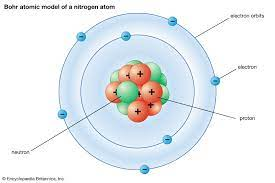 Bohr atomic model of a nitrogen atom
electron orbits
electron
proton
neutron
© Encyclopædia Britannica, Inc.